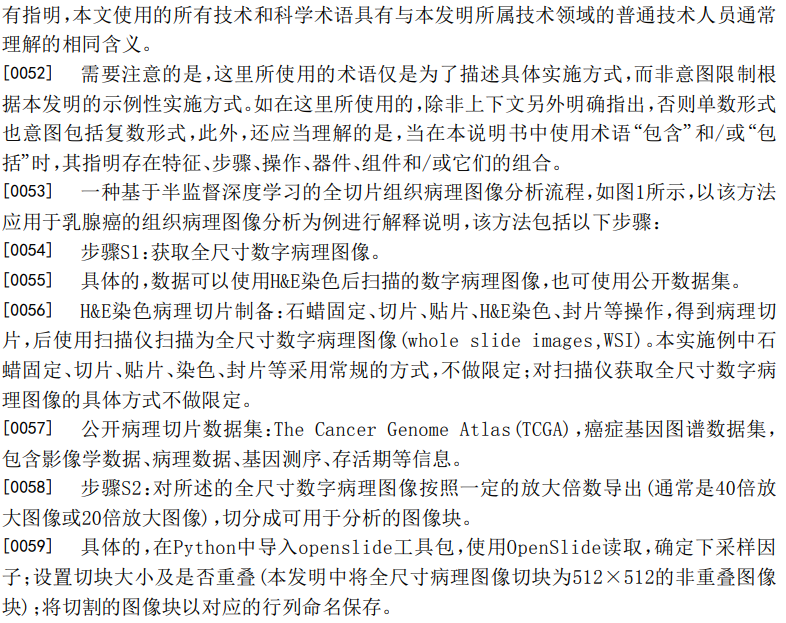 有指明,本文使用的所有技术和科学术语具有与本发明所属技术领域的普通技术人员通常
理解的相同含义。
[0052] 需要注意的是,这里所使用的术语仅是为了描述具体实施方式,而非意图限制根
据本发明的示例性实施方式。如在这里所使用的,除非上下文另外明确指出,否则单数形式
也意图包括复数形式,此外,还应当理解的是,当在本说明书中使用术语“包含”和/或“包
括”时,其指明存在特征、步骤、操作、器件、组件和/或它们的组合。
[0053] 一种基于半监督深度学习的全切片组织病理图像分析流程,如图1所示,以该方法
应用于乳腺癌的组织病理图像分析为例进行解释说明,该方法包括以下步骤:
[0054] 步骤S1:获取全尺寸数字病理图像。
[0055] 具体的,数据可以使用H&E染色后扫描的数字病理图像,也可使用公开数据集。
[0056] H&E染色病理切片制备:石蜡固定、切片、贴片、H&E染色、封片等操作,得到病理切
片,后使用扫描仪扫描为全尺寸数字病理图像(whole slide images,WSI)。本实施例中石
蜡固定、切片、贴片、染色、封片等采用常规的方式,不做限定;对扫描仪获取全尺寸数字病
理图像的具体方式不做限定。
[0057] 公开病理切片数据集:The Cancer Genome Atlas(TCGA),癌症基因图谱数据集,
包含影像学数据、病理数据、基因测序、存活期等信息。
[0058] 步骤S2:对所述的全尺寸数字病理图像按照一定的放大倍数导出(通常是40倍放
大图像或20倍放大图像),切分成可用于分析的图像块。
[0059] 具体的,在Python中导入openslide工具包,使用OpenSlide读取,确定下采样因
子;设置切块大小及是否重叠(本发明中将全尺寸病理图像切块为512×512的非重叠图像
块);将切割的图像块以对应的行列命名保存。